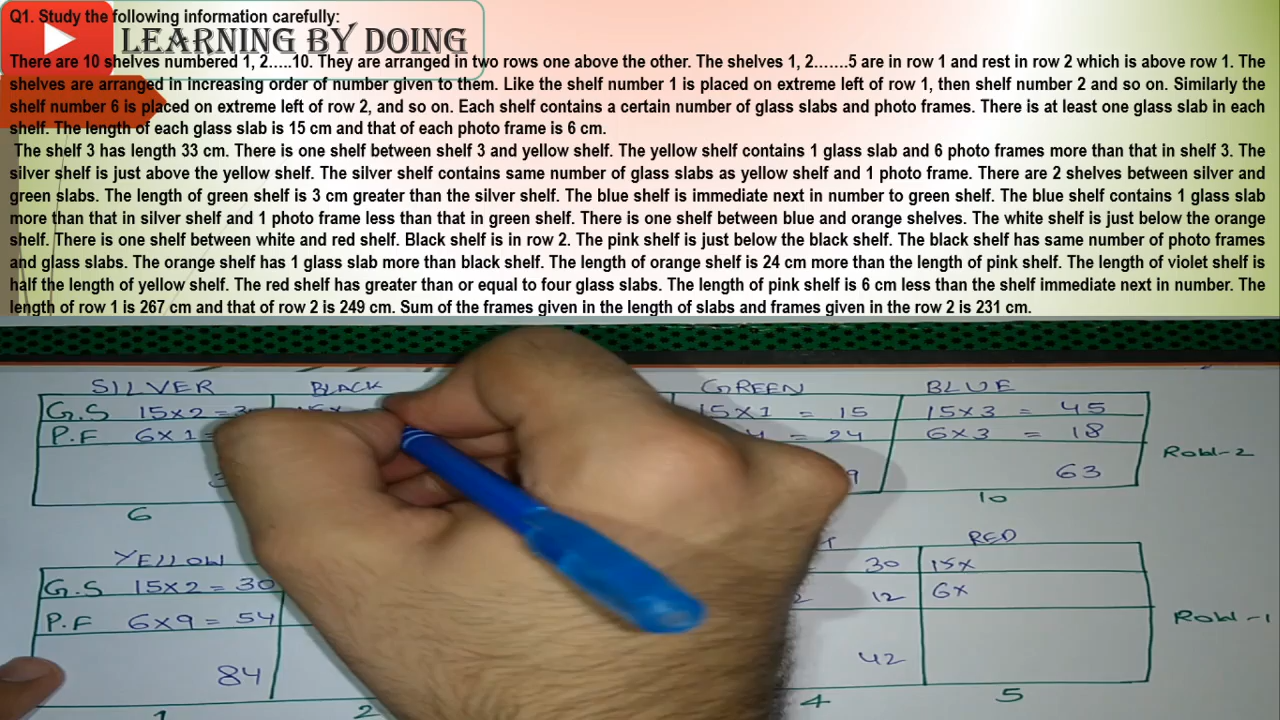 Q1. Study the following information carefully:
LEARNING BY DOING
There are 10 shelves numbered 1, 2…..10. They are arranged in two rows one above the other. The shelves 1, 2…….5 are in row 1 and rest in row 2 which is above row 1. The
shelves are arranged in increasing order of number given to them. Like the shelf number 1 is placed on extreme left of row 1, then shelf number 2 and so on. Similarly the
shelf number 6 is placed on extreme left of row 2, and so on. Each shelf contains a certain number of glass slabs and photo frames. There is at least one glass slab in each
shelf. The length of each glass slab is 15 cm and that of each photo frame is 6 cm.
The shelf 3 has length 33 cm. There is one shelf between shelf 3 and yellow shelf. The yellow shelf contains 1 glass slab and 6 photo frames more than that in shelf 3. The
silver shelf is just above the yellow shelf. The silver shelf contains same number of glass slabs as yellow shelf and 1 photo frame. There are 2 shelves between silver and
green slabs. The length of green shelf is 3 cm greater than the silver shelf. The blue shelf is immediate next in number to green shelf. The blue shelf contains 1 glass slab
more than that in silver shelf and 1 photo frame less than that in green shelf. There is one shelf between blue and orange shelves. The white shelf is just below the orange
shelf. There is one shelf between white and red shelf. Black shelf is in row 2. The pink shelf is just below the black shelf. The black shelf has same number of photo frames
and glass slabs. The orange shelf has 1 glass slab more than black shelf. The length of orange shelf is 24 cm more than the length of pink shelf. The length of violet shelf is
half the length of yellow shelf. The red shelf has greater than or equal to four glass slabs. The length of pink shelf is 6 cm less than the shelf immediate next in number. The
length of row 1 is 267 cm and that of row 2 is 249 cm. Sum of the frames given in the length of slabs and frames given in the row 2 is 231 cm.
SILVER BLACK GREEN BLUE
G.S 15×2 = 15× 15×1 = 15 15×3 = 45
P.F 6×1 = 24 6×3 = 18
9 63
Row-2
6 10
YELLOW RED
G.S 15×2 = 30 30 15×
P.F 6×9 = 54 12 6×
Row-1
84 42
1 2 4 5